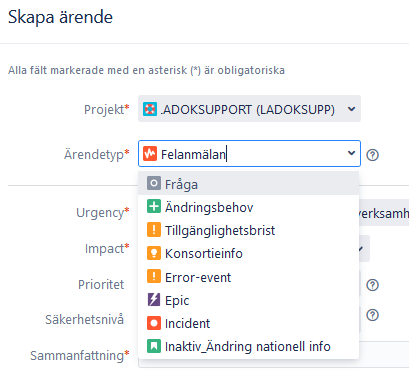 Skapa ärende
Alla fält markerade med en asterisk (*) är obligatoriska
Projekt* .ADOKSUPPORT (LADOKSUPP)
Ärendetyp* Felanmälan
Fråga
Ändringsbehov
Urgency*
Tillgänglighetsbrist
Impact*
Konsortieinfo
Prioritet
Error-event
Epic
Säkerhetsnivå
Incident
Sammanfattning*
Inaktiv_Ändring nationell info